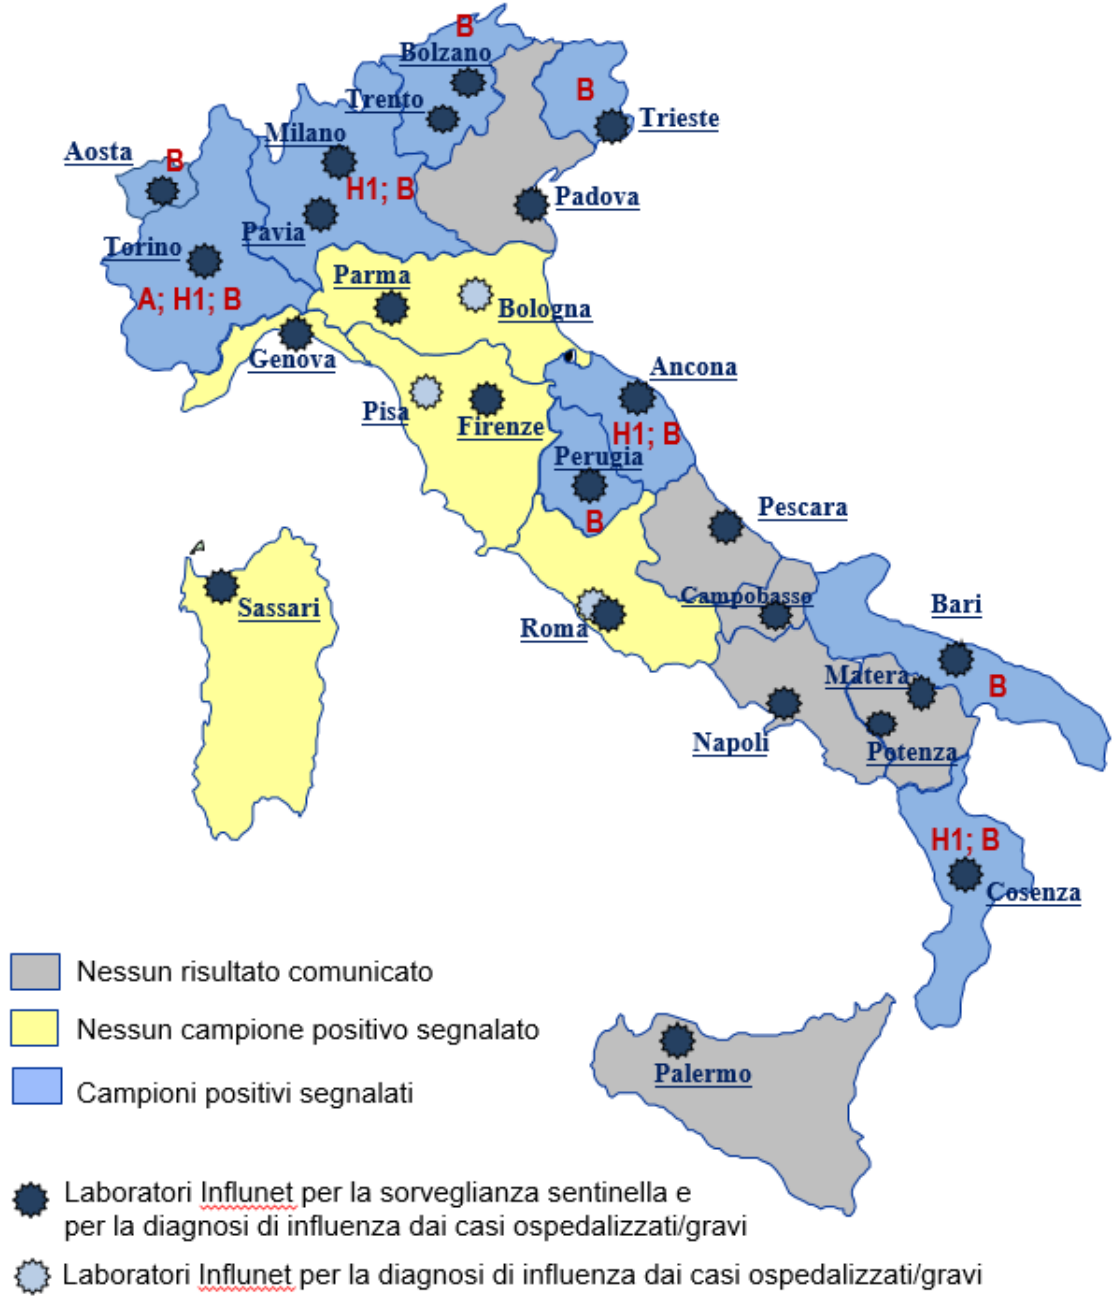 B
Bolzano
B
Trento
Trieste
Milano
Aosta
B
H1; B
Padova
Pavia
Torino
Parma
A; H1; B
Bologna
Genova
Ancona
Pisa
Firenze
H1; B
Perugia
Pescara
B
Sassari
Campobasso
Bari
Roma
Matera
B
Napoli
Potenza
H1; B
Cosenza
Nessun risultato comunicato
Nessun campione positivo segnalato
Palermo
Campioni positivi segnalati
Laboratori Influnet per la sorveglianza sentinella e
per la diagnosi di influenza dai casi ospedalizzati/gravi
Laboratori Influnet per la diagnosi di influenza dai casi ospedalizzati/gravi